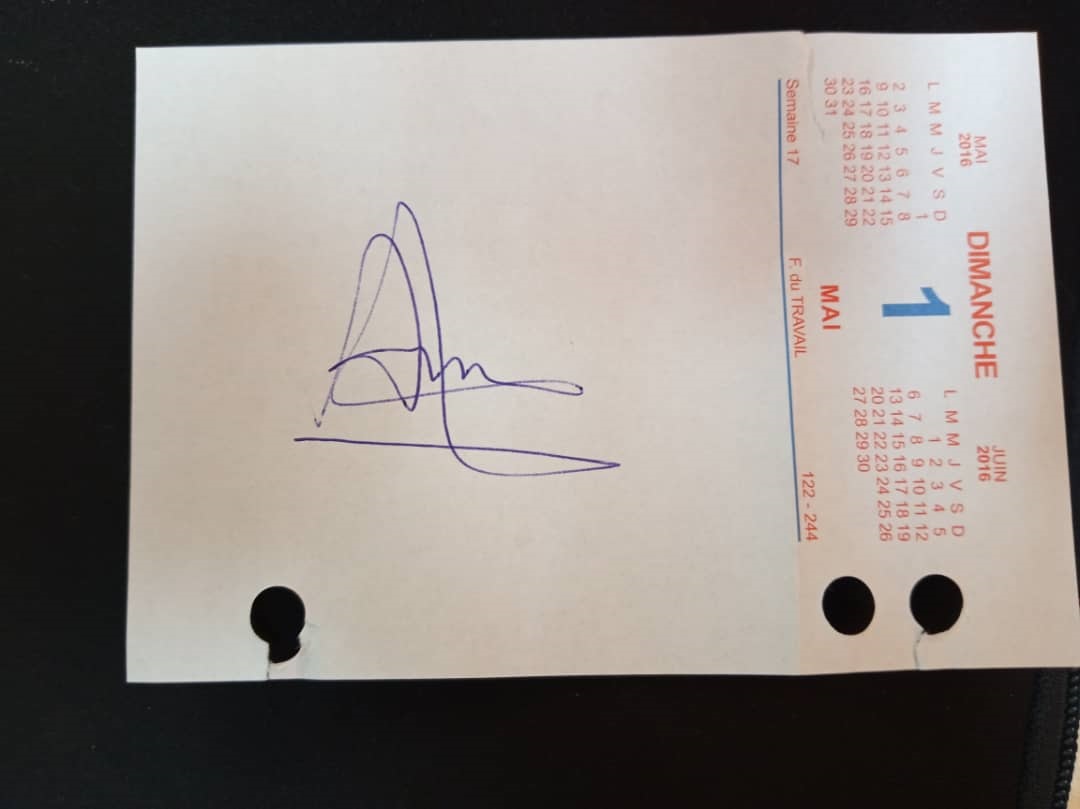 MAI
2016
L M M J V S D
1
2 3 4 5 6 7 8
9 10 11 12 13 14 15
16 17 18 19 20 21 22
23 24 25 26 27 28 29
30 31
DIMANCHE
1
MAI
JUIN
2016
L M M J V S D
1 2 3 4 5
6 7 8 9 10 11 12
13 14 15 16 17 18 19
20 21 22 23 24 25 26
27 28 29 30
Semaine 17 F. du TRAVAIL 122 - 244